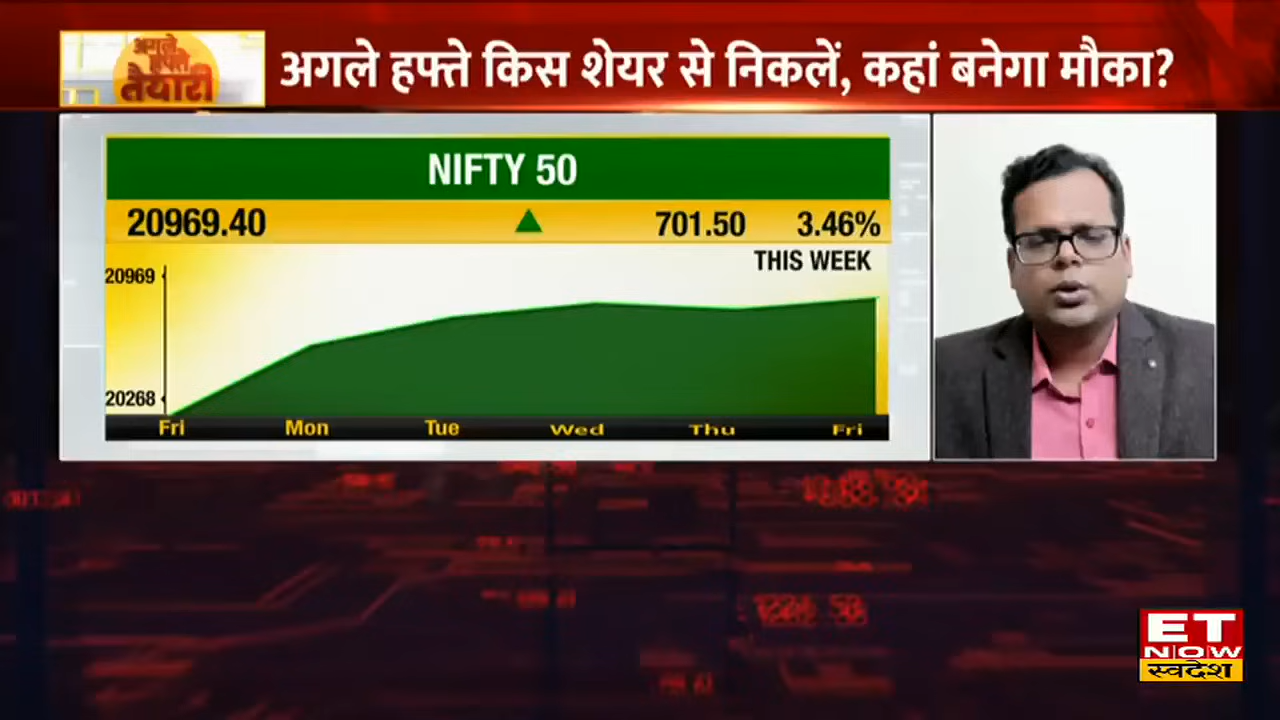 अगले
हफ्ते
की
तैयारी
अगले हफ्ते किस शेयर से निकलें, कहां बनेगा मौका?
NIFTY 50
20969.40 ▲ 701.50 3.46%
THIS WEEK
20969
20268
Fri Mon Tue Wed Thu Fri
ET
NOW
स्वदेश